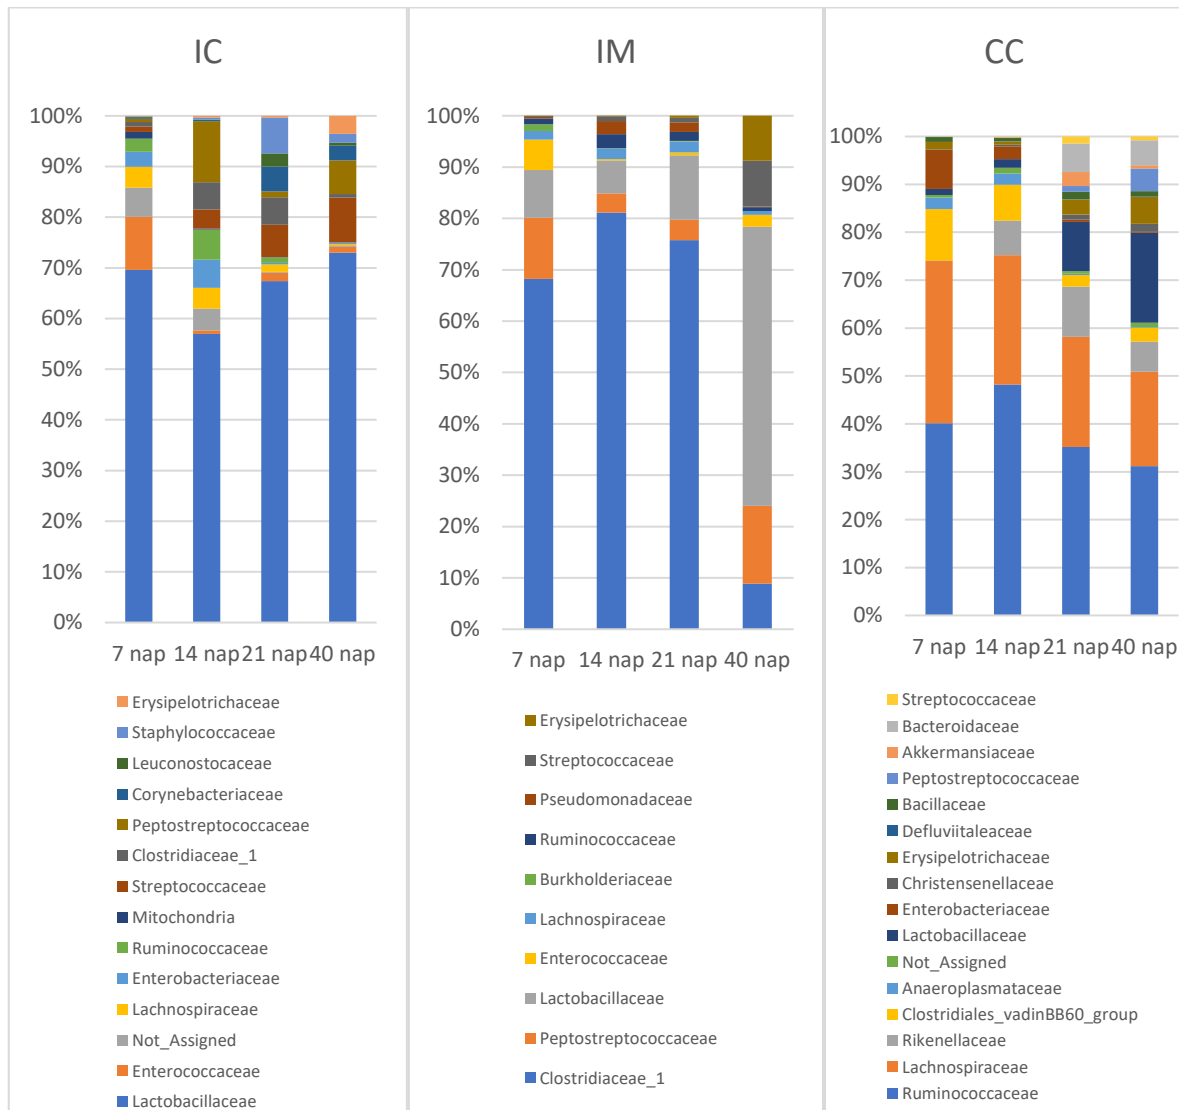 IC
100%
90%
80%
70%
60%
50%
40%
30%
20%
10%
0%
7 nap 14 nap 21 nap 40 nap
Erysipelotrichaceae
Staphylococcaceae
Leuconostocaceae
Corynebacteriaceae
Peptostreptococcaceae
Clostridiaceae_1
Streptococcaceae
Mitochondria
Ruminococcaceae
Enterobacteriaceae
Lachnospiraceae
Not_Assigned
Enterococcaceae
Lactobacillaceae
IM
100%
90%
80%
70%
60%
50%
40%
30%
20%
10%
0%
7 nap 14 nap 21 nap 40 nap
Erysipelotrichaceae
Streptococcaceae
Pseudomonadaceae
Ruminococcaceae
Burkholderiaceae
Lachnospiraceae
Enterococcaceae
Lactobacillaceae
Peptostreptococcaceae
Clostridiaceae_1
CC
100%
90%
80%
70%
60%
50%
40%
30%
20%
10%
0%
7 nap 14 nap 21 nap 40 nap
Streptococcaceae
Bacteroidaceae
Akkermansiaceae
Peptostreptococcaceae
Bacillaceae
Defluviitaleaceae
Erysipelotrichaceae
Christensenellaceae
Enterobacteriaceae
Lactobacillaceae
Not_Assigned
Anaeroplasmataceae
Clostridiales_vadinBB60_group
Rikenellaceae
Lachnospiraceae
Ruminococcaceae